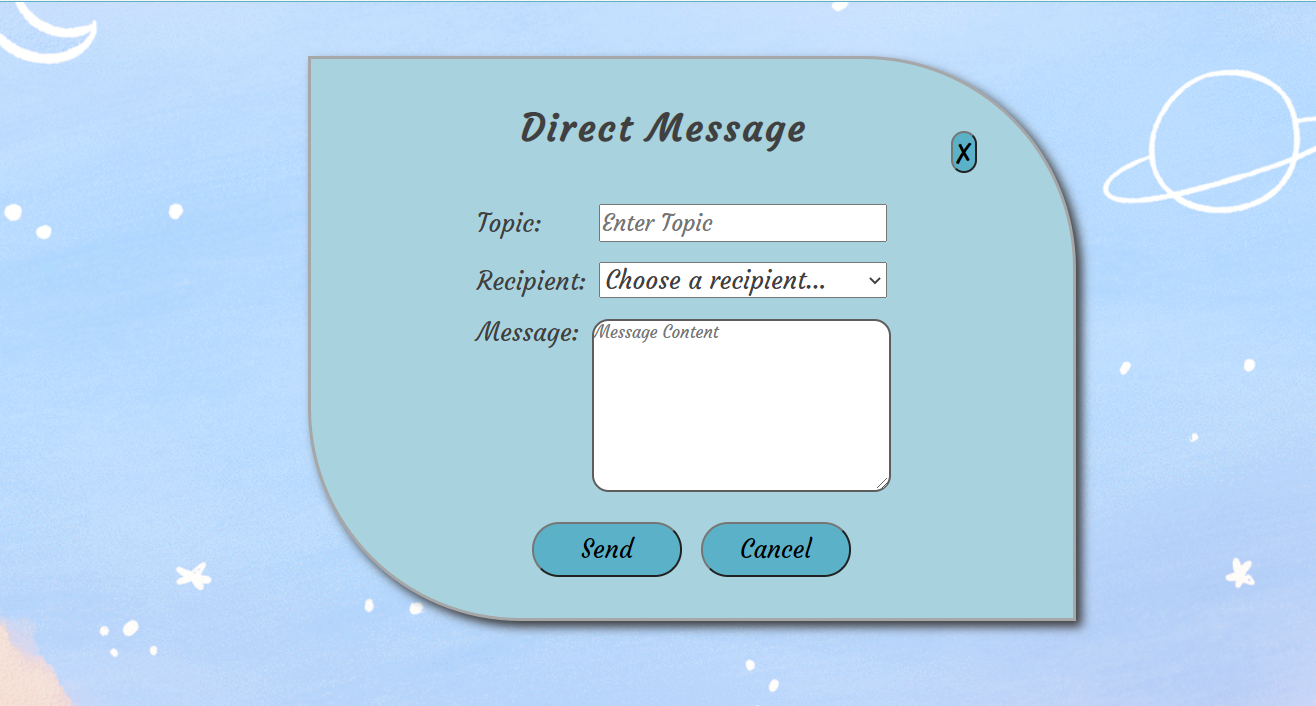 Direct Message
X
Topic: Enter Topic
Recipient: Choose a recipient...
Message: Message Content
Send Cancel